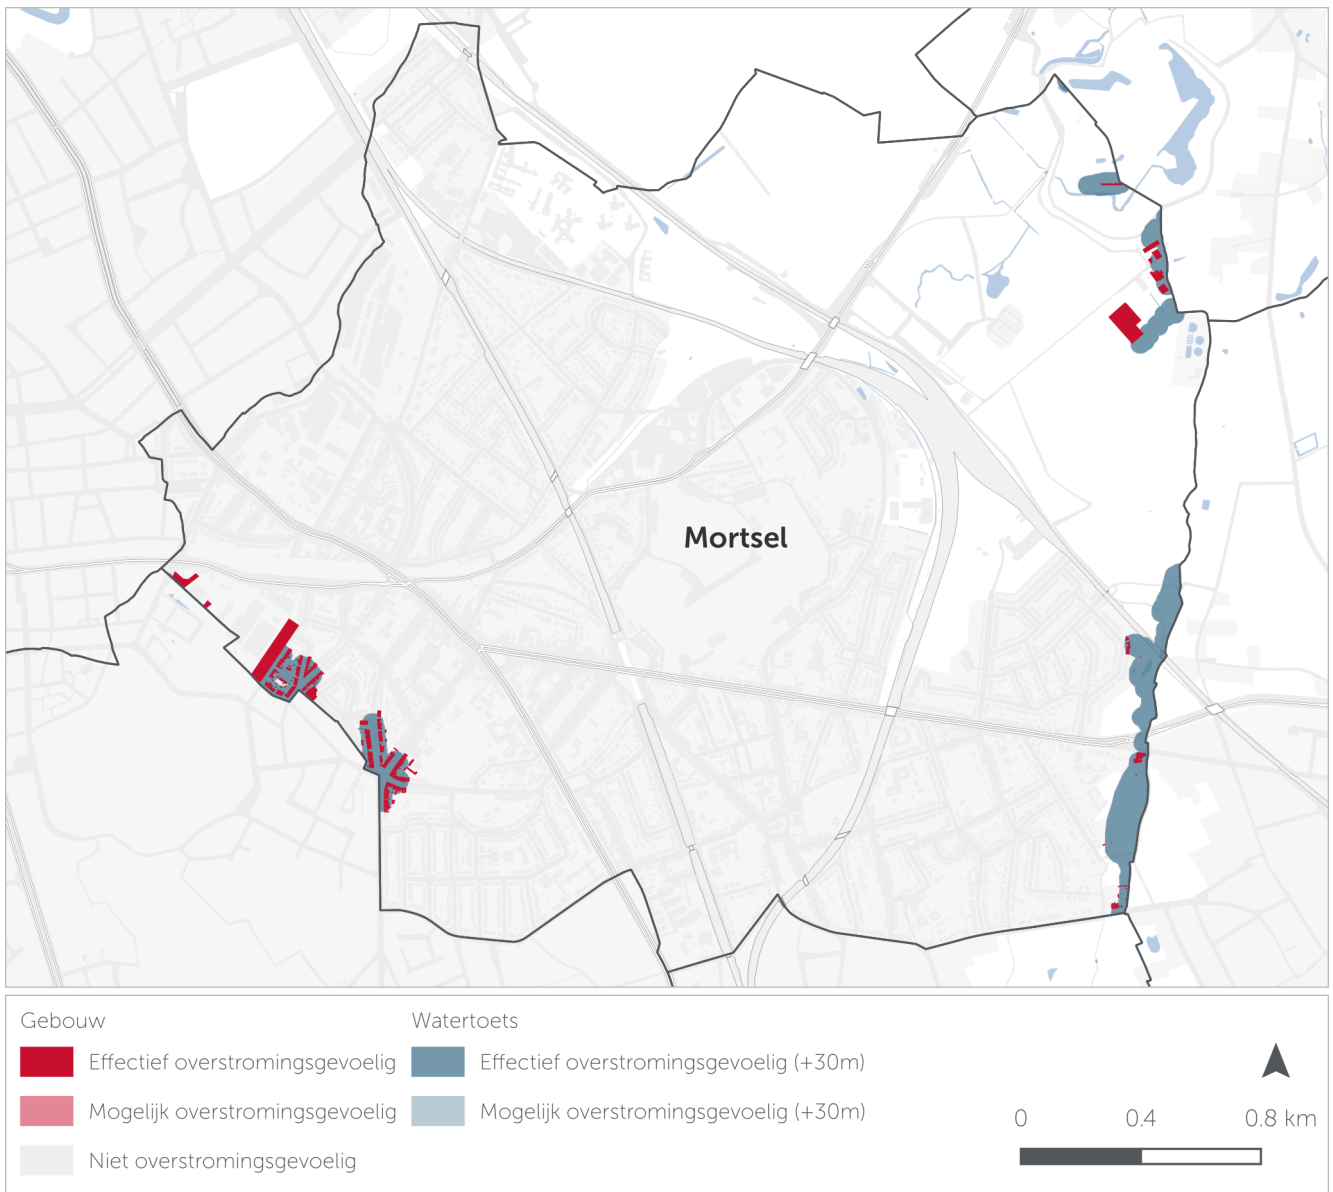 Mortsel
Gebouw
Effectief overstromingsgevoelig
Mogelijk overstromingsgevoelig
Niet overstromingsgevoelig
Watertoets
Effectief overstromingsgevoelig (+30m)
Mogelijk overstromingsgevoelig (+30m)
0 0.4 0.8 km